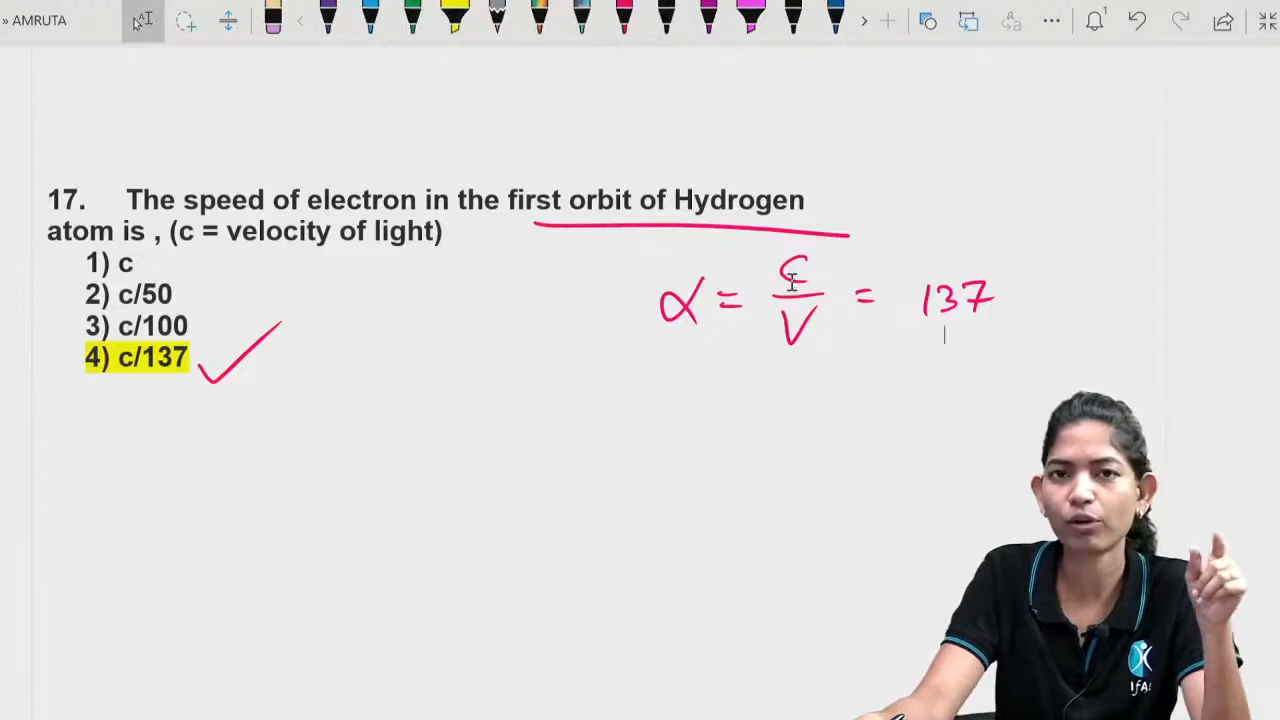 » AMRUTA
17. The speed of electron in the first orbit of Hydrogen
atom is , (c = velocity of light)
1) c
2) c/50
3) c/100
4) c/137
α = c/V = 137
IFAS